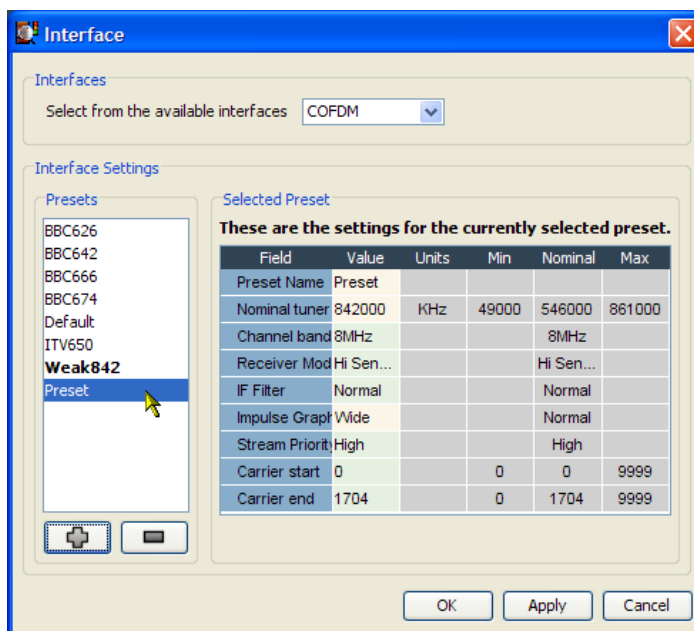 Interface
Interfaces
Select from the available interfaces COFDM
Interface Settings
Presets
BBC626
BBC642
BBC666
BBC674
Default
ITV650
Weak842
Preset
Selected Preset
These are the settings for the currently selected preset.
Field Value Units Min Nominal Max
Preset Name Preset
Nominal tuner 842000 KHz 49000 546000 861000
Channel band 8MHz 8MHz
Receiver Mod Hi Sen... Hi Sen...
IF Filter Normal Normal
Impulse Graph Wide Normal
Stream Priorit High High
Carrier start 0 0 0 9999
Carrier end 1704 0 1704 9999
OK Apply Cancel